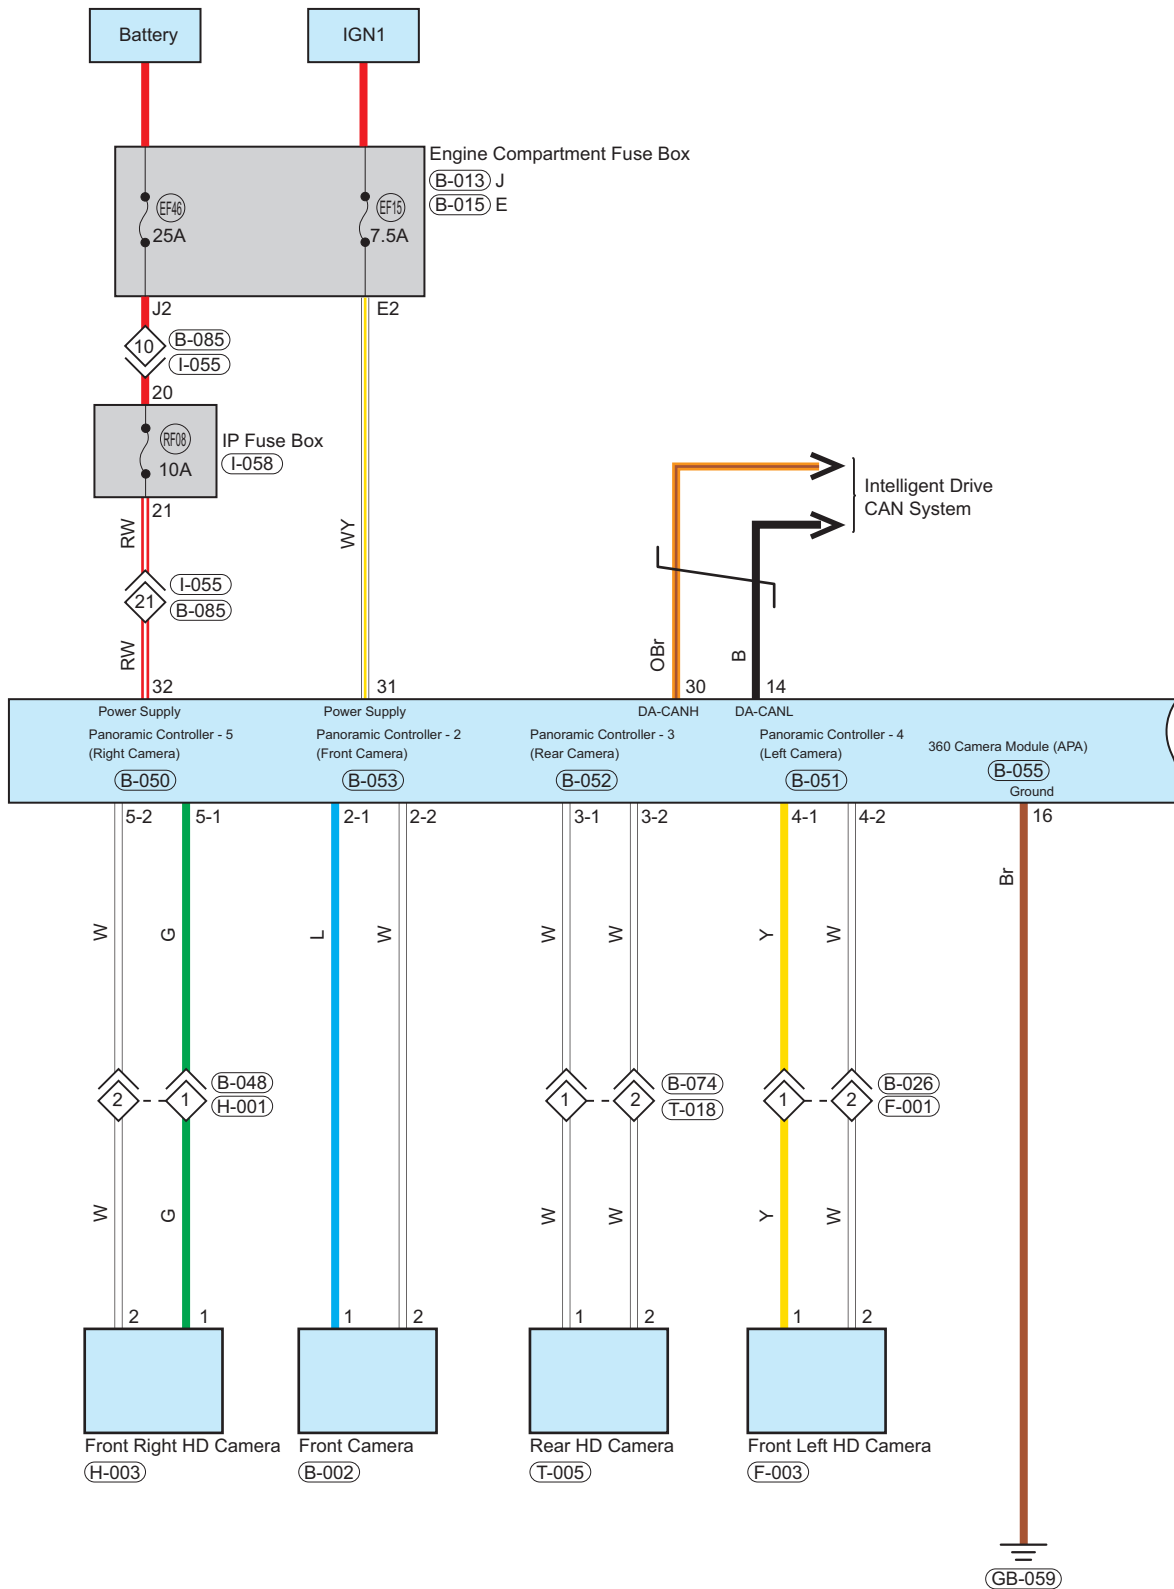 Battery
IGN1
Engine Compartment Fuse Box
B-013 J
B-015 E
EF46
25A
EF15
7.5A
J2
E2
10
B-085
I-055
20
RF08
10A
IP Fuse Box
I-058
21
RW
WY
Intelligent Drive
CAN System
21
I-055
B-085
RW
OBr
B
32
31
30
14
Power Supply
Power Supply
DA-CANH
DA-CANL
Panoramic Controller - 5
(Right Camera)
B-050
Panoramic Controller - 2
(Front Camera)
B-053
Panoramic Controller - 3
(Rear Camera)
B-052
Panoramic Controller - 4
(Left Camera)
B-051
360 Camera Module (APA)
B-055
Ground
5-2
5-1
2-1
2-2
3-1
3-2
4-1
4-2
16
W
G
L
W
W
W
Y
W
Br
2
1
B-048
H-001
1
2
B-074
T-018
1
2
B-026
F-001
W
G
W
W
Y
W
2
1
1
2
1
2
1
2
Front Right HD Camera
H-003
Front Camera
B-002
Rear HD Camera
T-005
Front Left HD Camera
F-003
GB-059